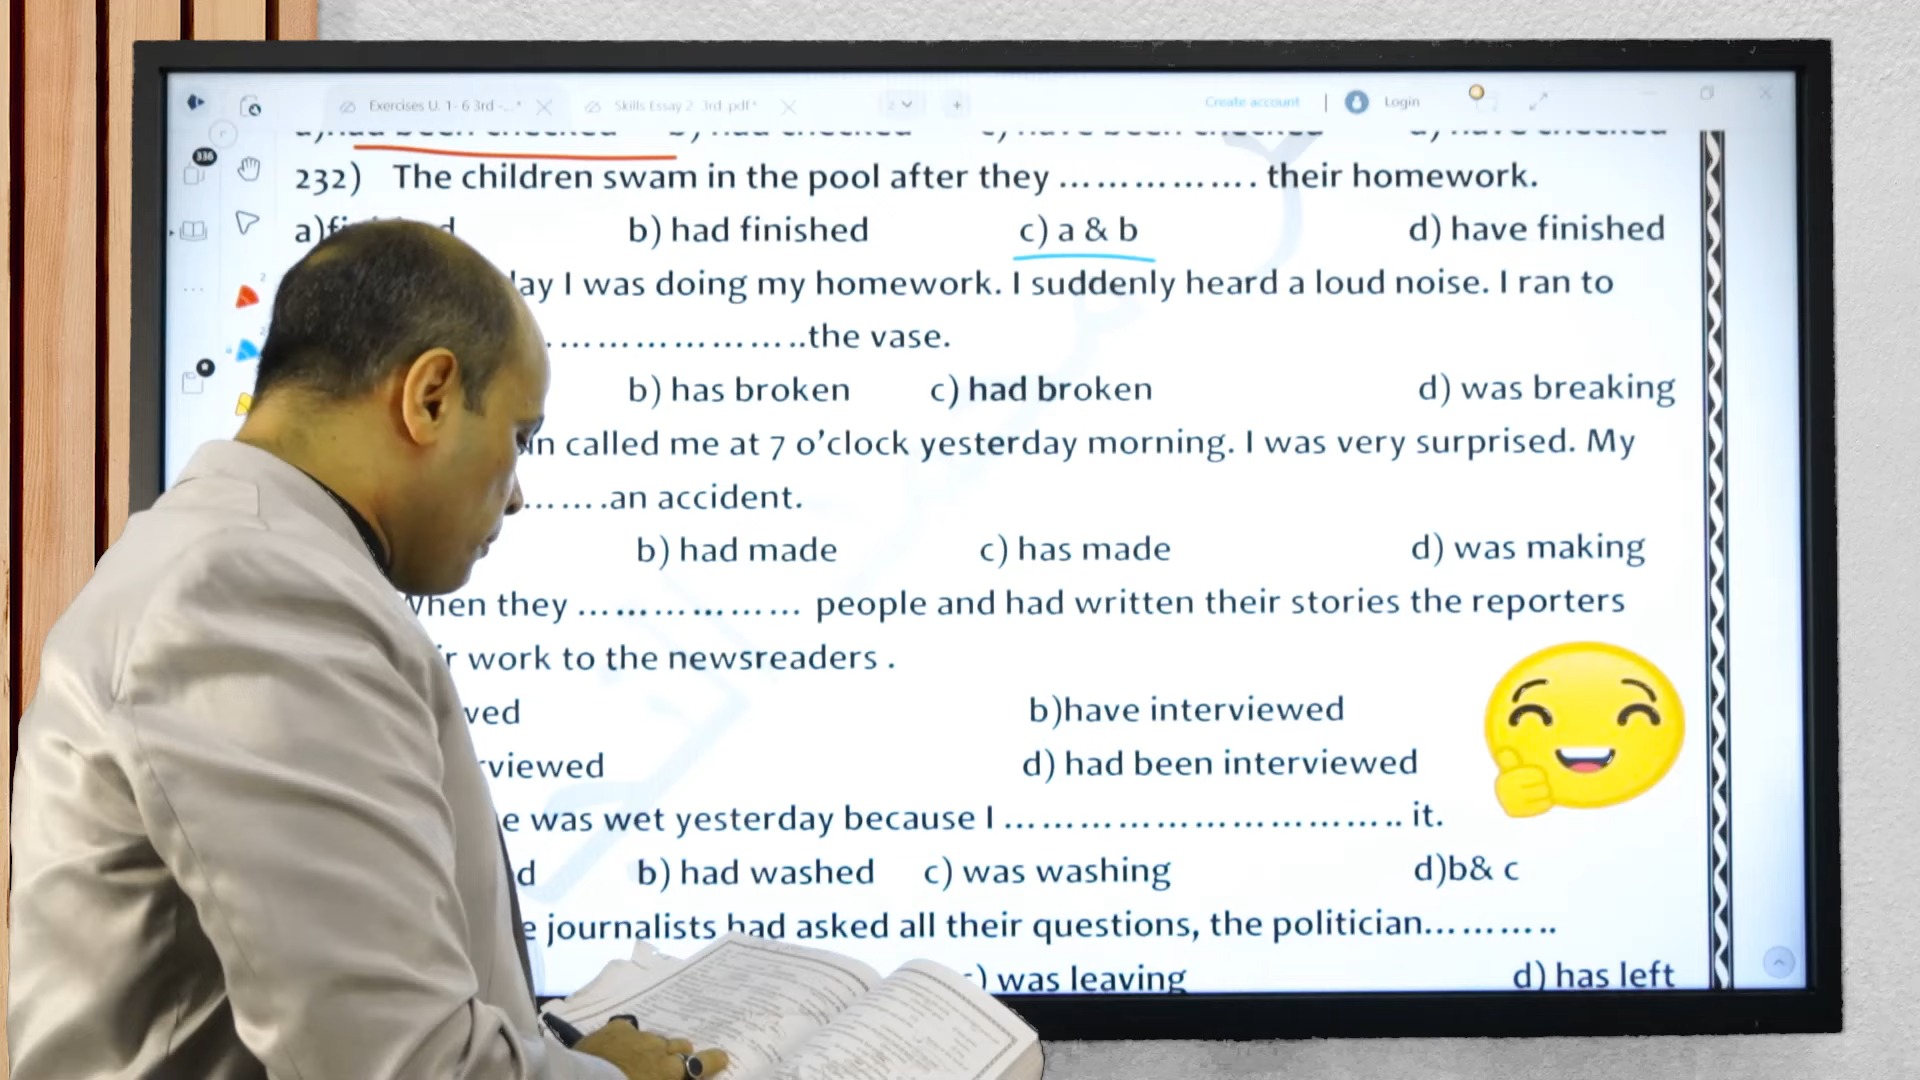 Exercises U. 1- 6 3rd -...*
Skills Essay 2 3rd pdf*
Create account
Login
336
232) The children swam in the pool after they ................ their homework.
b) had finished c) a & b d) have finished
I was doing my homework. I suddenly heard a loud noise. I ran to
.......................the vase.
b) has broken c) had broken d) was breaking
called me at 7 o’clock yesterday morning. I was very surprised. My
........an accident.
b) had made c) has made d) was making
When they .................. people and had written their stories the reporters
work to the newsreaders .
b)have interviewed
d) had been interviewed
was wet yesterday because I ................................ it.
b) had washed c) was washing d)b& c
journalists had asked all their questions, the politician...........
c) was leaving d) has left